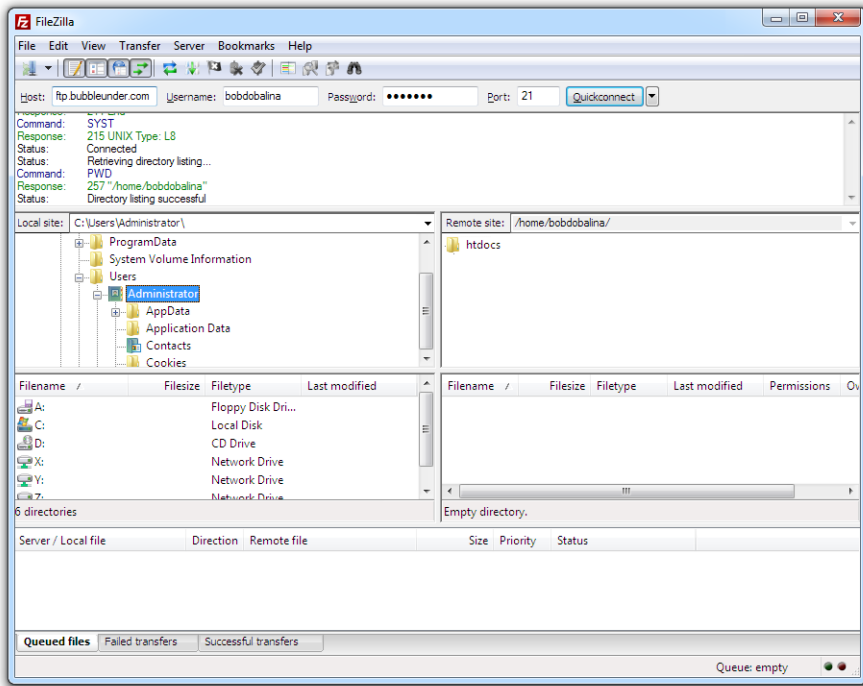 FileZilla
File Edit View Transfer Server Bookmarks Help
Host: ftp.bubbleunder.com Username: bobdobalina Password: ••••••• Port: 21 Quickconnect
Command: SYST
Response: 215 UNIX Type: L8
Status: Connected
Status: Retrieving directory listing...
Command: PWD
Response: 257 "/home/bobdobalina"
Status: Directory listing successful
Local site: C:\Users\Administrator\
ProgramData
System Volume Information
Users
Administrator
AppData
Application Data
Contacts
Cookies
Remote site: /home/bobdobalina/
htdocs
Filename / Filesize Filetype Last modified
A: Floppy Disk Dri...
C: Local Disk
D: CD Drive
X: Network Drive
Y: Network Drive
Z: Network Drive
6 directories
Filename / Filesize Filetype Last modified Permissions Ov
Empty directory.
Server / Local file Direction Remote file Size Priority Status
Queued files Failed transfers Successful transfers
Queue: empty